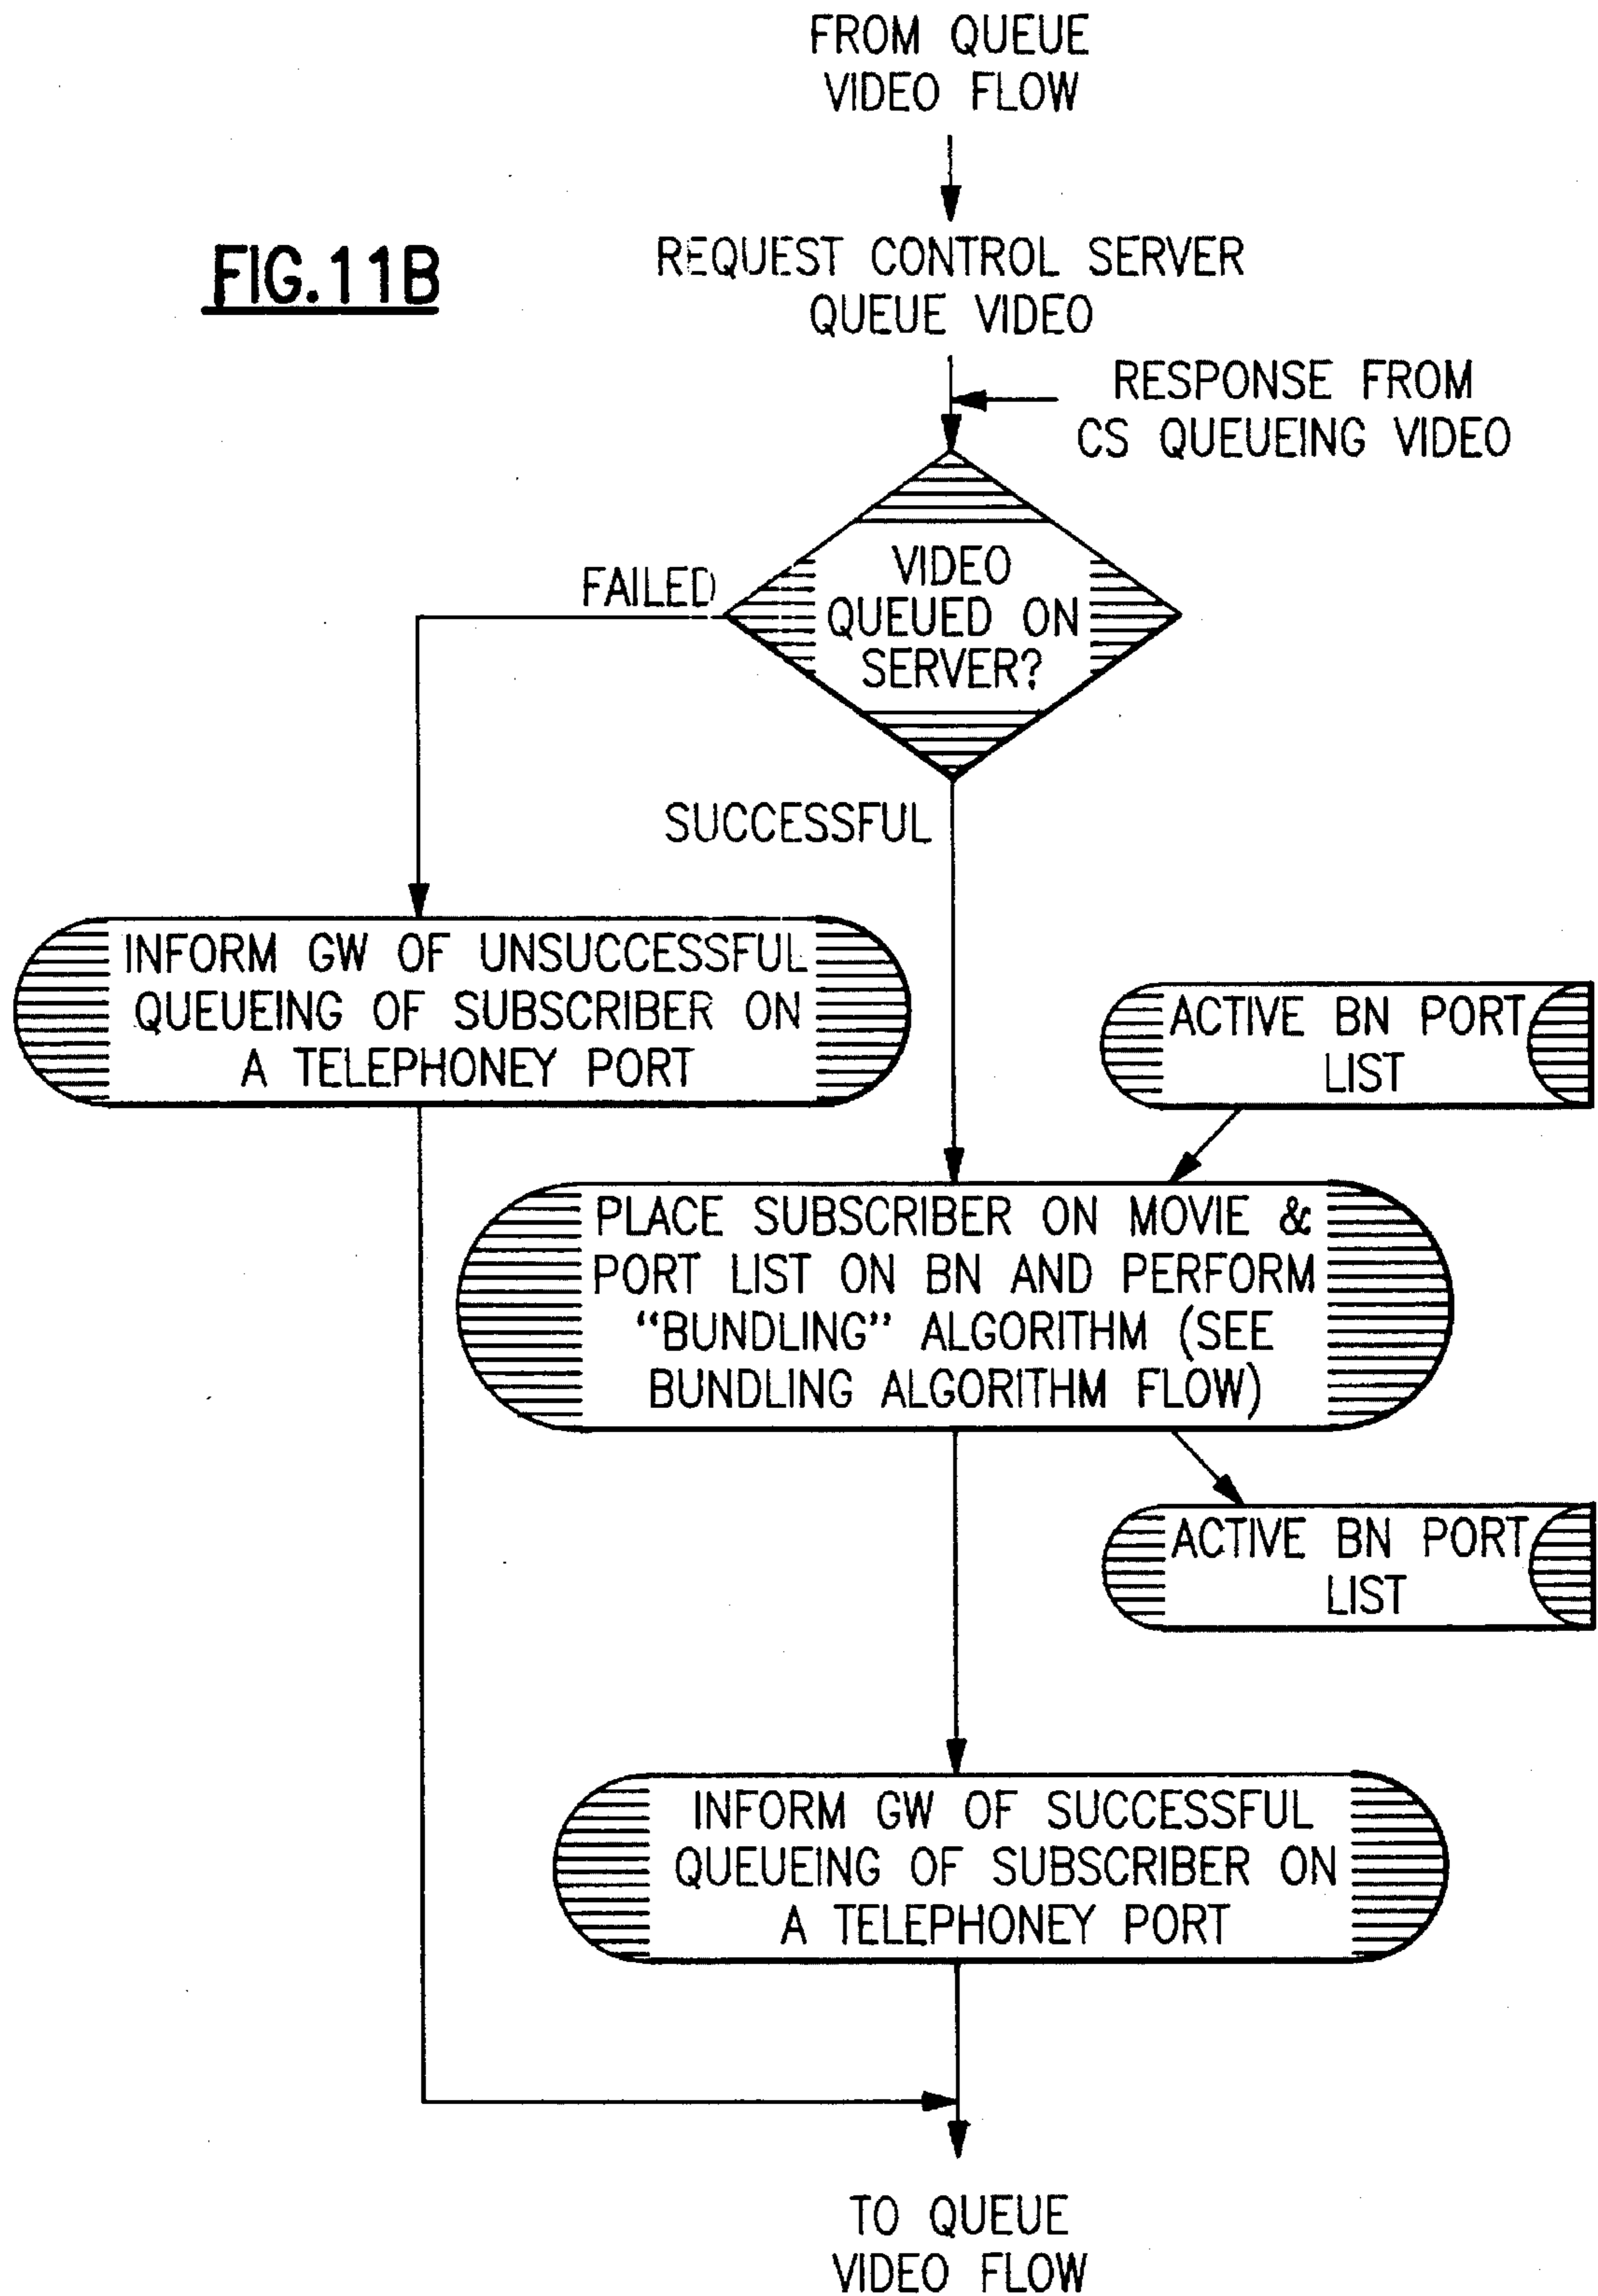 FROM QUEUE
VIDEO FLOW
FIG.11B
REQUEST CONTROL SERVER
QUEUE VIDEO
RESPONSE FROM
CS QUEUEING VIDEO
FAILED
VIDEO
QUEUED ON
SERVER?
SUCCESSFUL
INFORM GW OF UNSUCCESSFUL
QUEUEING OF SUBSCRIBER ON
A TELEPHONEY PORT
ACTIVE BN PORT
LIST
PLACE SUBSCRIBER ON MOVIE &
PORT LIST ON BN AND PERFORM
“BUNDLING” ALGORITHM (SEE
BUNDLING ALGORITHM FLOW)
ACTIVE BN PORT
LIST
INFORM GW OF SUCCESSFUL
QUEUEING OF SUBSCRIBER ON
A TELEPHONEY PORT
TO QUEUE
VIDEO FLOW